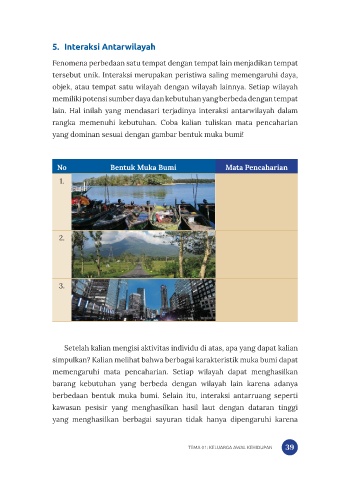 5. Interaksi Antarwilayah
Fenomena perbedaan satu tempat dengan tempat lain menjadikan tempat
tersebut unik. Interaksi merupakan peristiwa saling memengaruhi daya,
objek, atau tempat satu wilayah dengan wilayah lainnya. Setiap wilayah
memiliki potensi sumber daya dan kebutuhan yang berbeda dengan tempat
lain. Hal inilah yang mendasari terjadinya interaksi antarwilayah dalam
rangka memenuhi kebutuhan. Coba kalian tuliskan mata pencaharian
yang dominan sesuai dengan gambar bentuk muka bumi!
No Bentuk Muka Bumi Mata Pencaharian
1.
2.
3.
Setelah kalian mengisi aktivitas individu di atas, apa yang dapat kalian
simpulkan? Kalian melihat bahwa berbagai karakteristik muka bumi dapat
memengaruhi mata pencaharian. Setiap wilayah dapat menghasilkan
barang kebutuhan yang berbeda dengan wilayah lain karena adanya
berbedaan bentuk muka bumi. Selain itu, interaksi antarruang seperti
kawasan pesisir yang menghasilkan hasil laut dengan dataran tinggi
yang menghasilkan berbagai sayuran tidak hanya dipengaruhi karena
TEMA 01: KELUARGA AWAL KEHIDUPAN 39